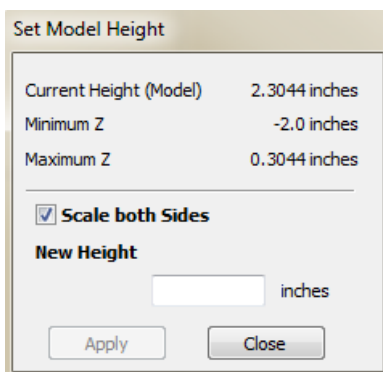 Set Model Height
Current Height (Model) 2.3044 inches
Minimum Z -2.0 inches
Maximum Z 0.3044 inches
Scale both Sides
New Height
inches
Apply Close